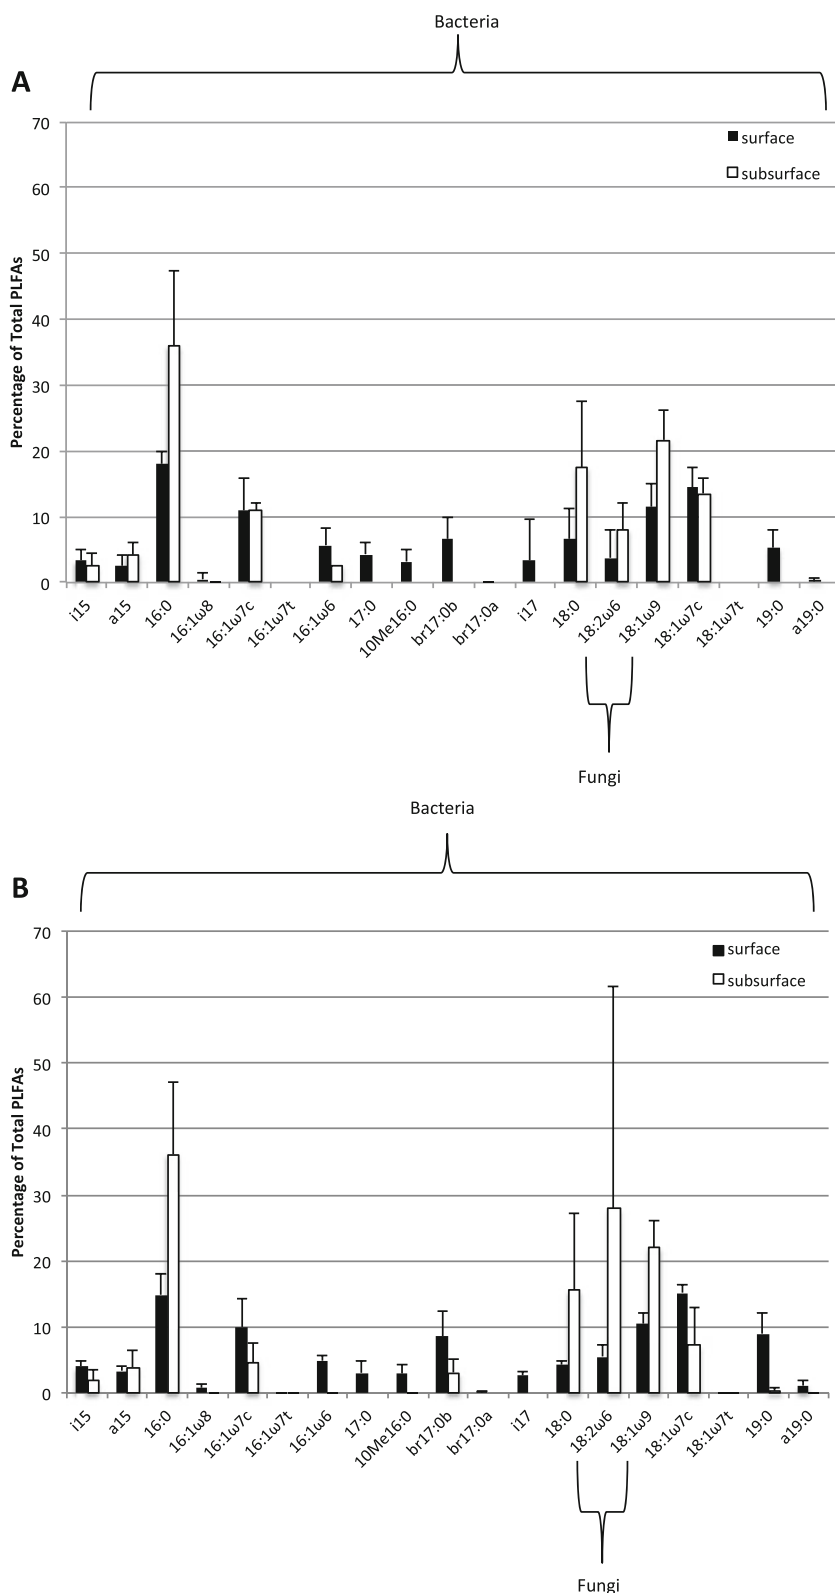 Bacteria
A
70
surface
subsurface
60
50
40
30
20
10
0
Percentage of Total PLFAs
i15
a15
16:0
16:1ω8
16:1ω7c
16:1ω7t
16:1ω6
17:0
10Me16:0
br17:0b
br17:0a
i17
18:0
18:2ω6
18:1ω9
18:1ω7c
18:1ω7t
19:0
a19:0
Fungi
Bacteria
B
70
surface
subsurface
60
50
40
30
20
10
0
Percentage of Total PLFAs
i15
a15
16:0
16:1ω8
16:1ω7c
16:1ω7t
16:1ω6
17:0
10Me16:0
br17:0b
br17:0a
i17
18:0
18:2ω6
18:1ω9
18:1ω7c
18:1ω7t
19:0
a19:0
Fungi